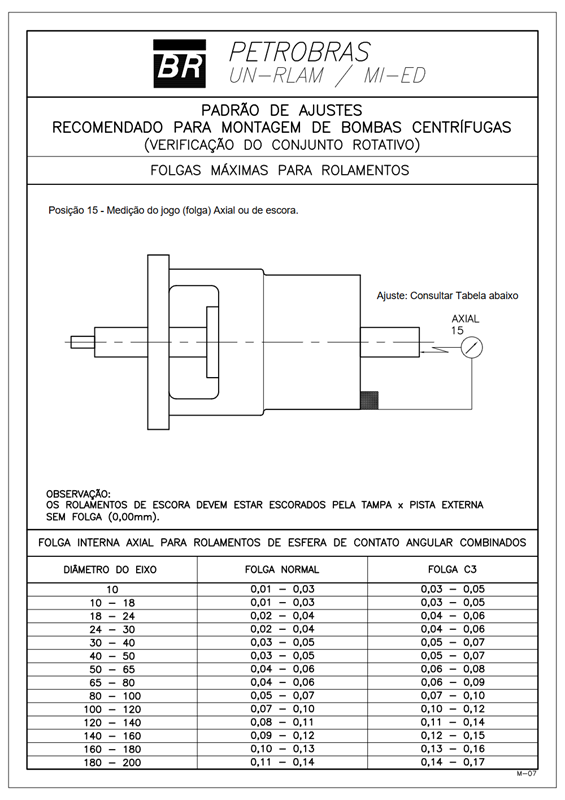 BR
PETROBRAS
UN-RLAM / MI-ED
PADRÃO DE AJUSTES
RECOMENDADO PARA MONTAGEM DE BOMBAS CENTRÍFUGAS
(VERIFICAÇÃO DO CONJUNTO ROTATIVO)
FOLGAS MÁXIMAS PARA ROLAMENTOS
Posição 15 - Medição do jogo (folga) Axial ou de escora.
Ajuste: Consultar Tabela abaixo
AXIAL
15
OBSERVAÇÃO:
OS ROLAMENTOS DE ESCORA DEVEM ESTAR ESCORADOS PELA TAMPA x PISTA EXTERNA
SEM FOLGA (0,00mm).
FOLGA INTERNA AXIAL PARA ROLAMENTOS DE ESFERA DE CONTATO ANGULAR COMBINADOS
DIÂMETRO DO EIXO FOLGA NORMAL FOLGA C3
10 0,01 – 0,03 0,03 – 0,05
10 – 18 0,01 – 0,03 0,03 – 0,05
18 – 24 0,02 – 0,04 0,04 – 0,06
24 – 30 0,02 – 0,04 0,04 – 0,06
30 – 40 0,03 – 0,05 0,05 – 0,07
40 – 50 0,03 – 0,05 0,05 – 0,07
50 – 65 0,04 – 0,06 0,06 – 0,08
65 – 80 0,04 – 0,06 0,06 – 0,09
80 – 100 0,05 – 0,07 0,07 – 0,10
100 – 120 0,07 – 0,10 0,10 – 0,12
120 – 140 0,08 – 0,11 0,11 – 0,14
140 – 160 0,09 – 0,12 0,12 – 0,15
160 – 180 0,10 – 0,13 0,13 – 0,16
180 – 200 0,11 – 0,14 0,14 – 0,17
M-07